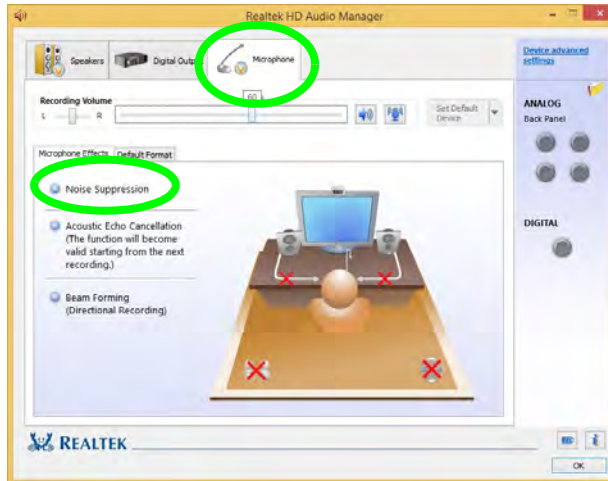 Realtek HD Audio Manager
Speakers
Digital Output
Microphone
Device advanced
settings
Recording Volume
L
R
60
Set Default
Device
ANALOG
Back Panel
Microphone Effects
Default Format
Noise Suppression
Acoustic Echo Cancellation
(The function will become
valid starting from the next
recording.)
Beam Forming
(Directional Recording)
DIGITAL
REALTEK
i
OK